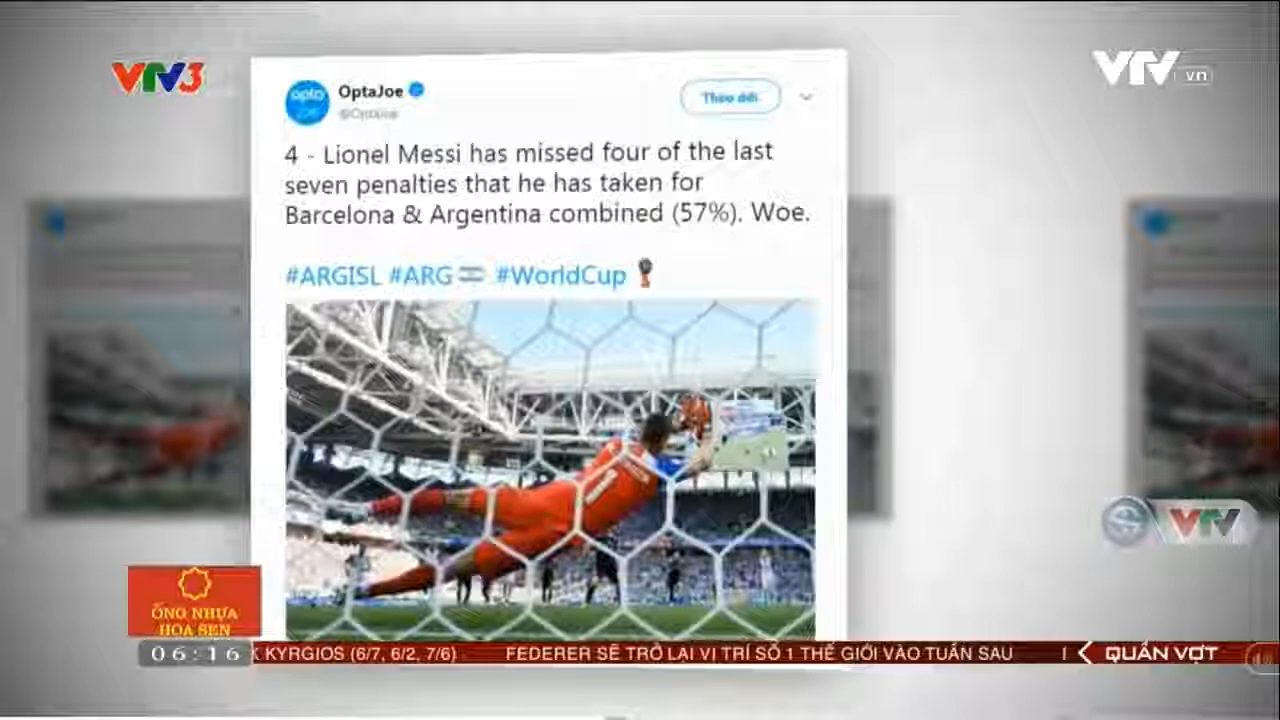 VTV3
VTV vn
opto
OptaJoe
@OptaJoe
Theo dõi
4 - Lionel Messi has missed four of the last
seven penalties that he has taken for
Barcelona & Argentina combined (57%). Woe.
#ARGISL #ARG #WorldCup
VTV
ỐNG NHỰA
HOA SEN
06:16 K KYRGIOS (6/7, 6/2, 7/6) FEDERER SẼ TRỞ LẠI VỊ TRÍ SỐ 1 THẾ GIỚI VÀO TUẦN SAU QUẦN VỢT